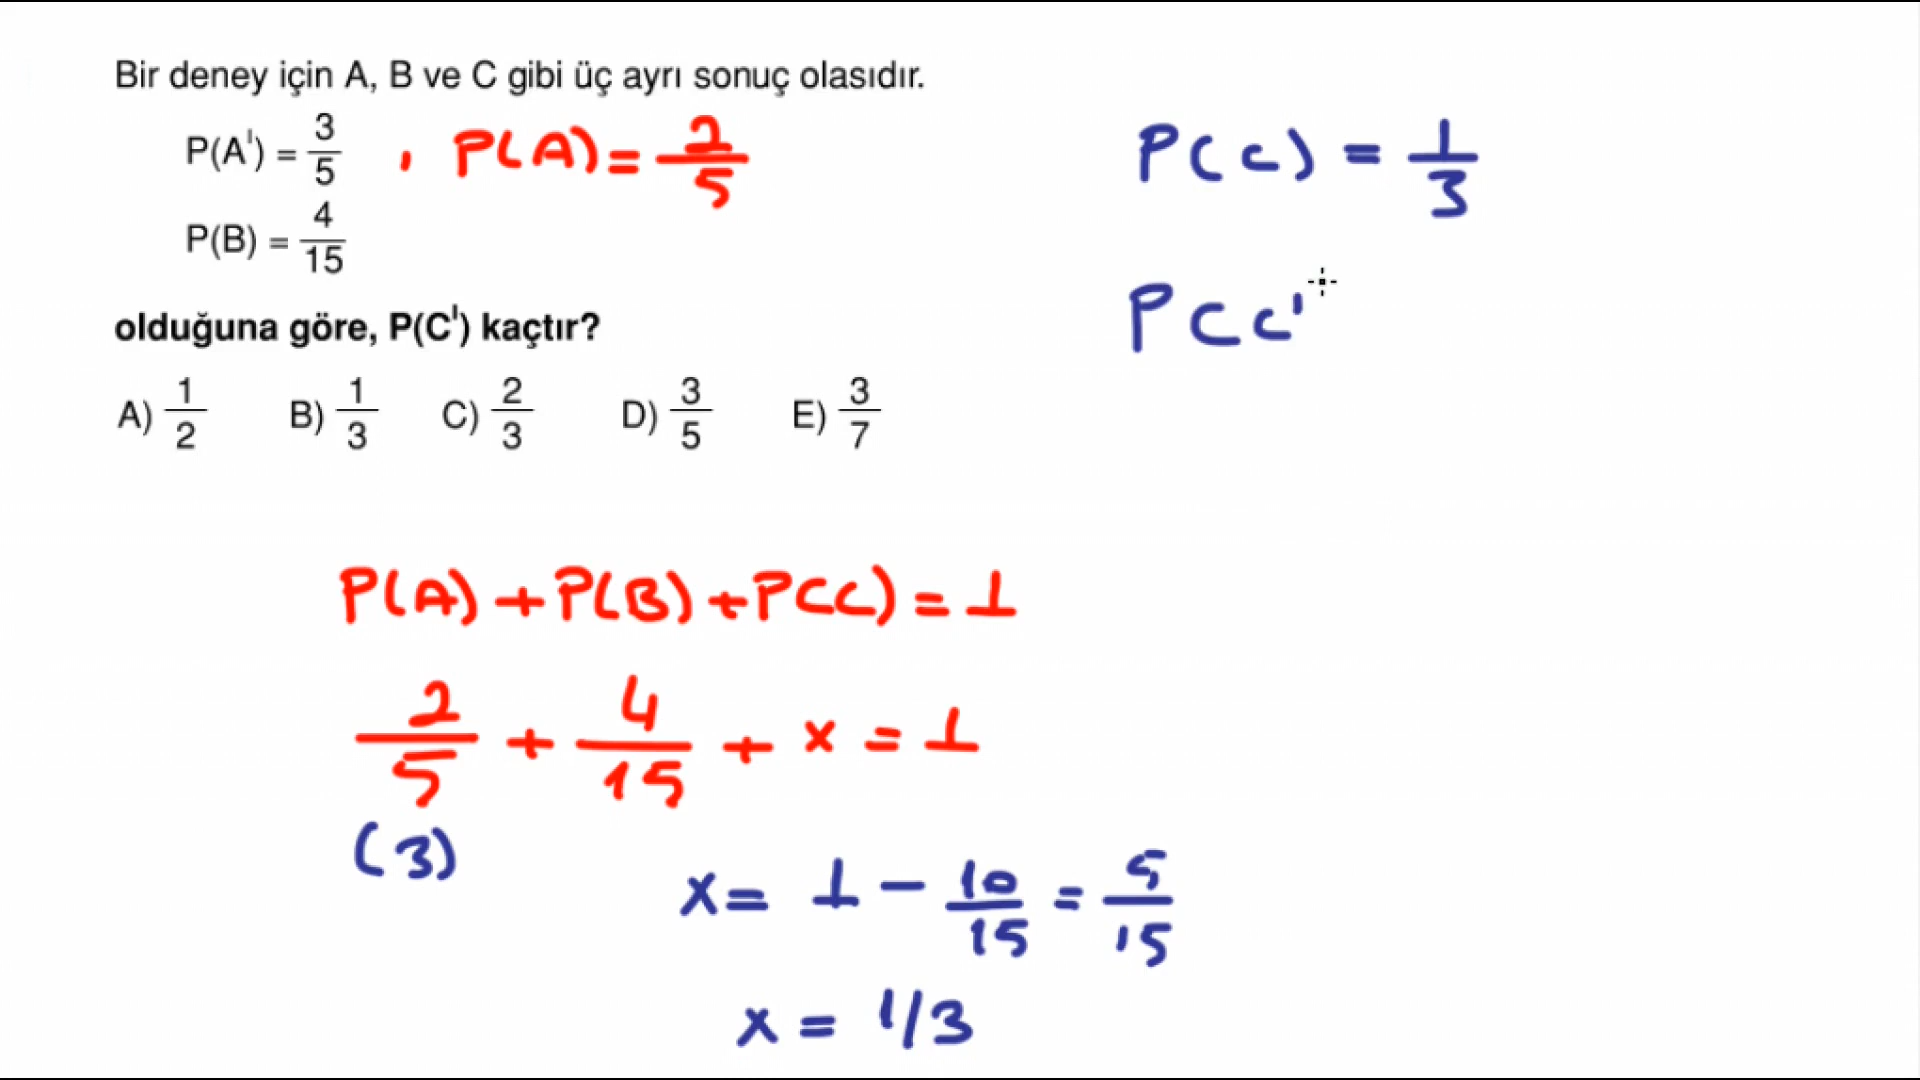 Bir deney için A, B ve C gibi üç ayrı sonuç olasıdır.
P(A') = 3/5 , P(A) = 2/5
P(B) = 4/15
olduğuna göre, P(C') kaçtır?
A) 1/2 B) 1/3 C) 2/3 D) 3/5 E) 3/7
P(C) = 1/3
P(C'
P(A) + P(B) + P(C) = 1
2/5 + 4/15 + x = 1
(3)
x = 1 - 10/15 = 5/15
x = 1/3